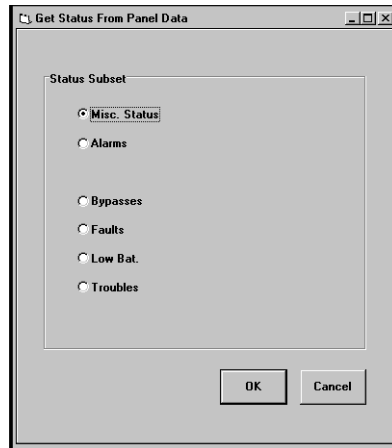 Get Status From Panel Data
Status Subset
Misc. Status
Alarms
Bypasses
Faults
Low Bat.
Troubles
OK
Cancel